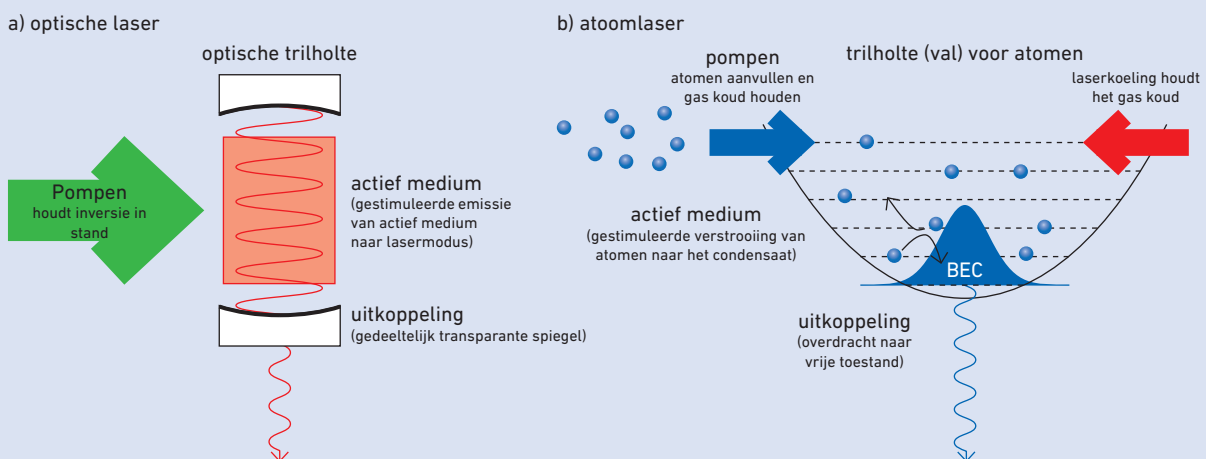 a) optische laser
optische trilholte
Pompen
houdt inversie in
stand
actief medium
(gestimuleerde emissie
van actief medium
naar lasermodus)
uitkoppeling
(gedeeltelijk transparante spiegel)
b) atoomlaser
pompen
atomen aanvullen en
gas koud houden
trilholte (val) voor atomen
laserkoeling houdt
het gas koud
actief medium
(gestimuleerde verstrooiing van
atomen naar het condensaat)
BEC
uitkoppeling
(overdracht naar
vrije toestand)